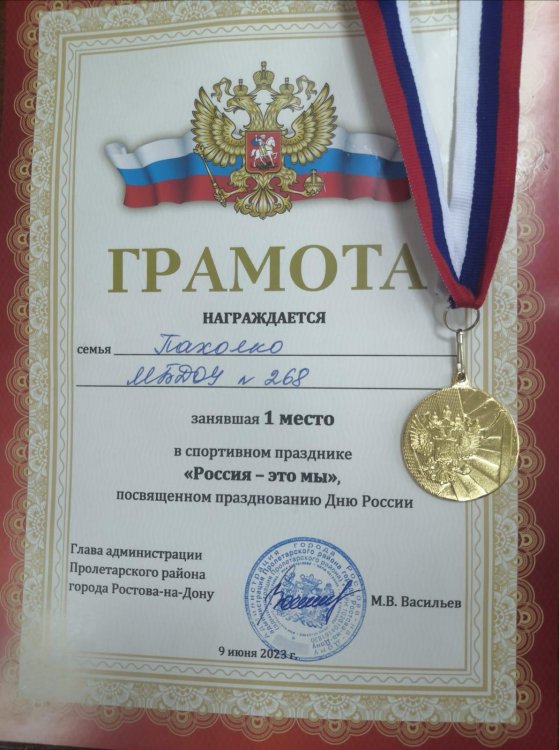 ГРАМОТА
НАГРАЖДАЕТСЯ
семья Пахолко
МБДОУ № 268
занявшая 1 место
в спортивном празднике
«Россия – это мы»,
посвященном празднованию Дню России
Глава администрации
Пролетарского района
города Ростова-на-Дону
М.В. Васильев
9 июня 2023 г.